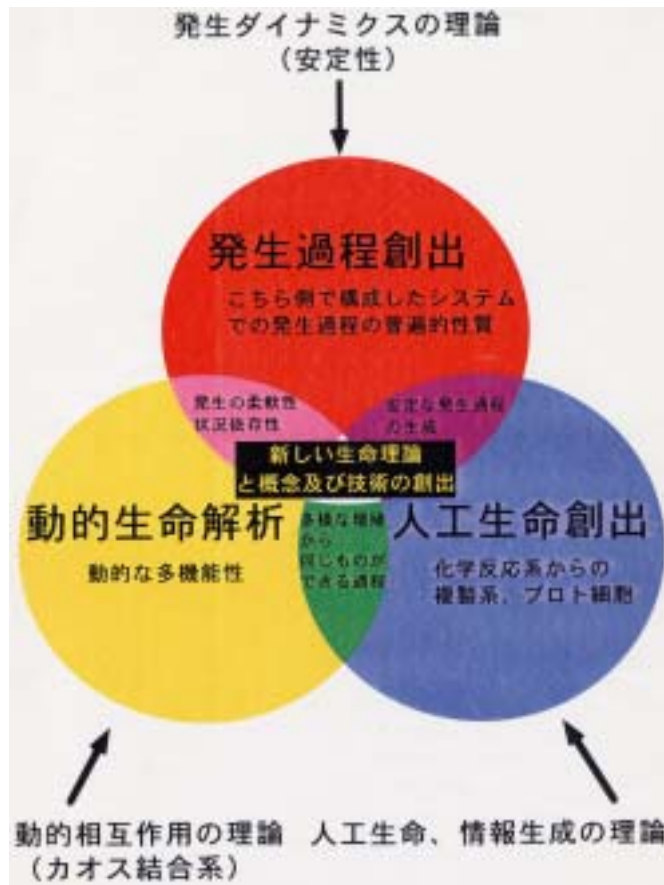 発生ダイナミクスの理論
（安定性）
発生過程創出
こちら側で構成したシステム
での発生過程の普遍的性質
発生の柔軟性
状況依存性
安定な発生過程
の生成
新しい生命理論
と概念及び技術の創出
動的生命解析
動的な多機能性
多様な増殖
から
同じものが
できる過程
人工生命創出
化学反応系からの
複製系、プロト細胞
動的相互作用の理論
（カオス結合系）
人工生命、情報生成の理論